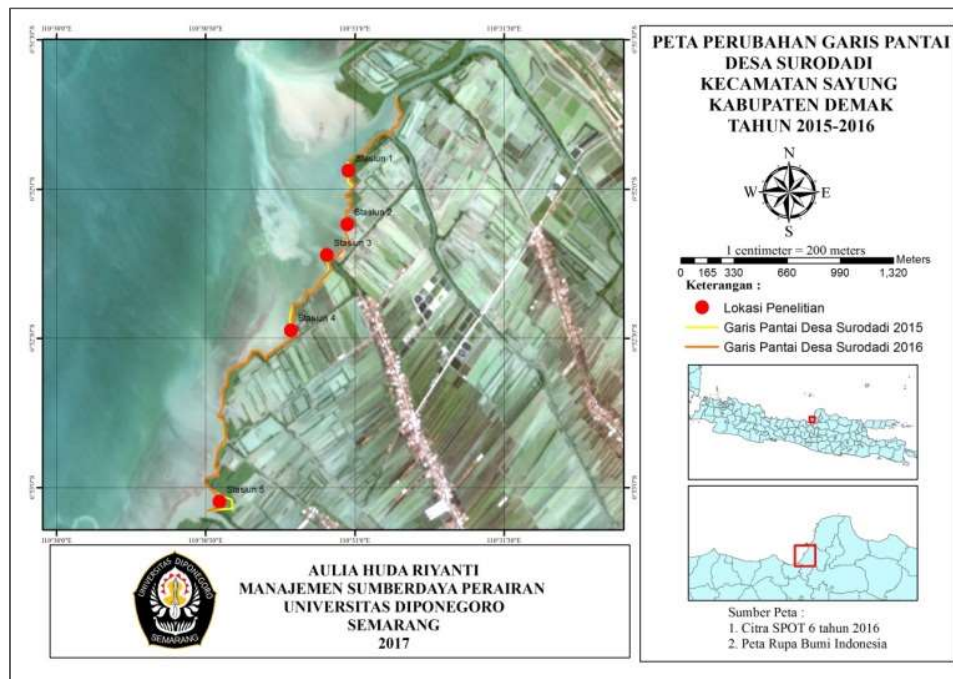 PETA PERUBAHAN GARIS PANTAI
DESA SURODADI
KECAMATAN SAYUNG
KABUPATEN DEMAK
TAHUN 2015-2016
N
W E
S
1 centimeter = 200 meters
Meters
0 165 330 660 990 1,320
Keterangan :
Lokasi Penelitian
Garis Pantai Desa Surodadi 2015
Garis Pantai Desa Surodadi 2016
Sumber Peta :
1. Citra SPOT 6 tahun 2016
2. Peta Rupa Bumi Indonesia
Stasiun 1
Stasiun 2
Stasiun 3
Stasiun 4
Stasiun 5
UNIVERSITAS DIPONEGORO
SEMARANG
AULIA HUDA RIYANTI
MANAJEMEN SUMBERDAYA PERAIRAN
UNIVERSITAS DIPONEGORO
SEMARANG
2017